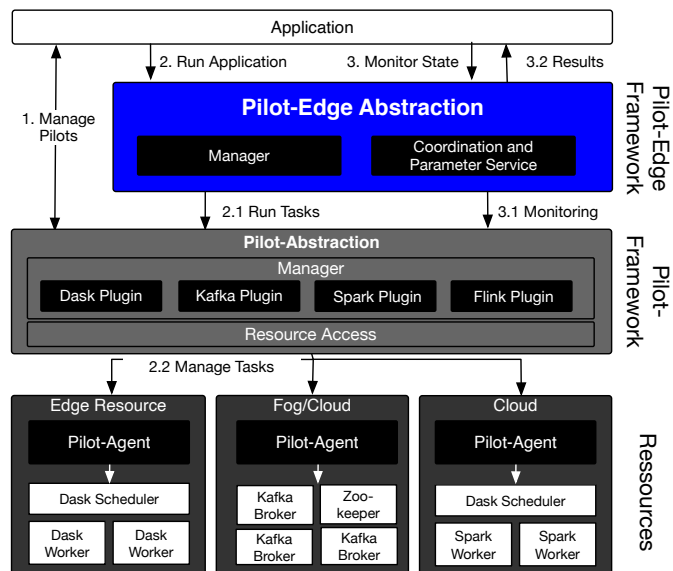 Application
2. Run Application
3. Monitor State
3.2 Results
1. Manage
Pilots
Pilot-Edge Abstraction
Manager
Coordination and
Parameter Service
Pilot-Edge
Framework
2.1 Run Tasks
3.1 Monitoring
Pilot-Abstraction
Manager
Dask Plugin
Kafka Plugin
Spark Plugin
Flink Plugin
Resource Access
Pilot-
Framework
2.2 Manage Tasks
Edge Resource
Pilot-Agent
Dask Scheduler
Dask
Worker
Dask
Worker
Fog/Cloud
Pilot-Agent
Kafka
Broker
Zoo-
keeper
Kafka
Broker
Kafka
Broker
Cloud
Pilot-Agent
Dask Scheduler
Spark
Worker
Spark
Worker
Ressources